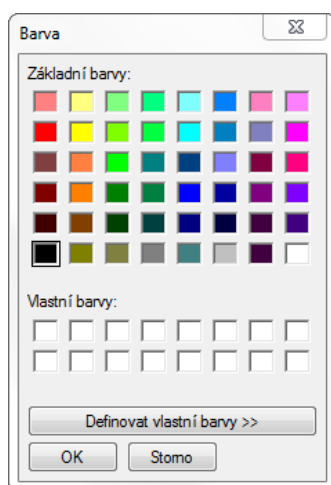 Barva
Základní barvy:
Vlastní barvy:
Definovat vlastní barvy >>
OK
Storno